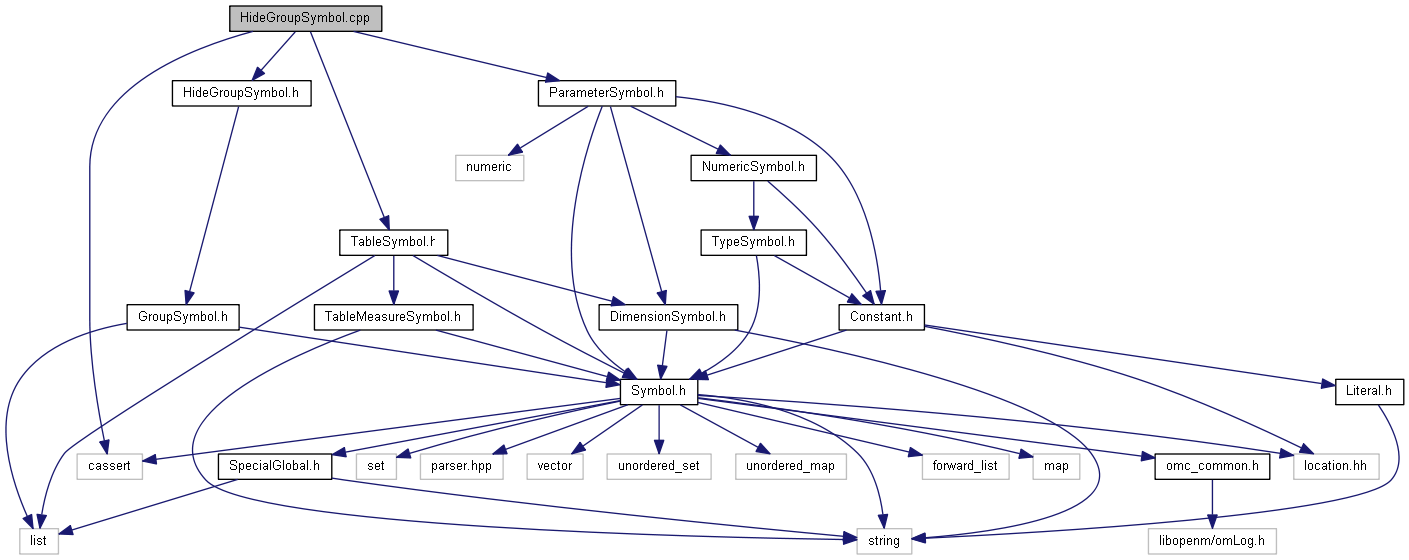 HideGroupSymbol.cpp
HideGroupSymbol.h
ParameterSymbol.h
numeric
NumericSymbol.h
TableSymbol.h
TypeSymbol.h
GroupSymbol.h
TableMeasureSymbol.h
DimensionSymbol.h
Constant.h
Symbol.h
Literal.h
cassert
SpecialGlobal.h
set
parser.hpp
vector
unordered_set
unordered_map
forward_list
map
omc_common.h
location.hh
list
string
libopenm/omLog.h